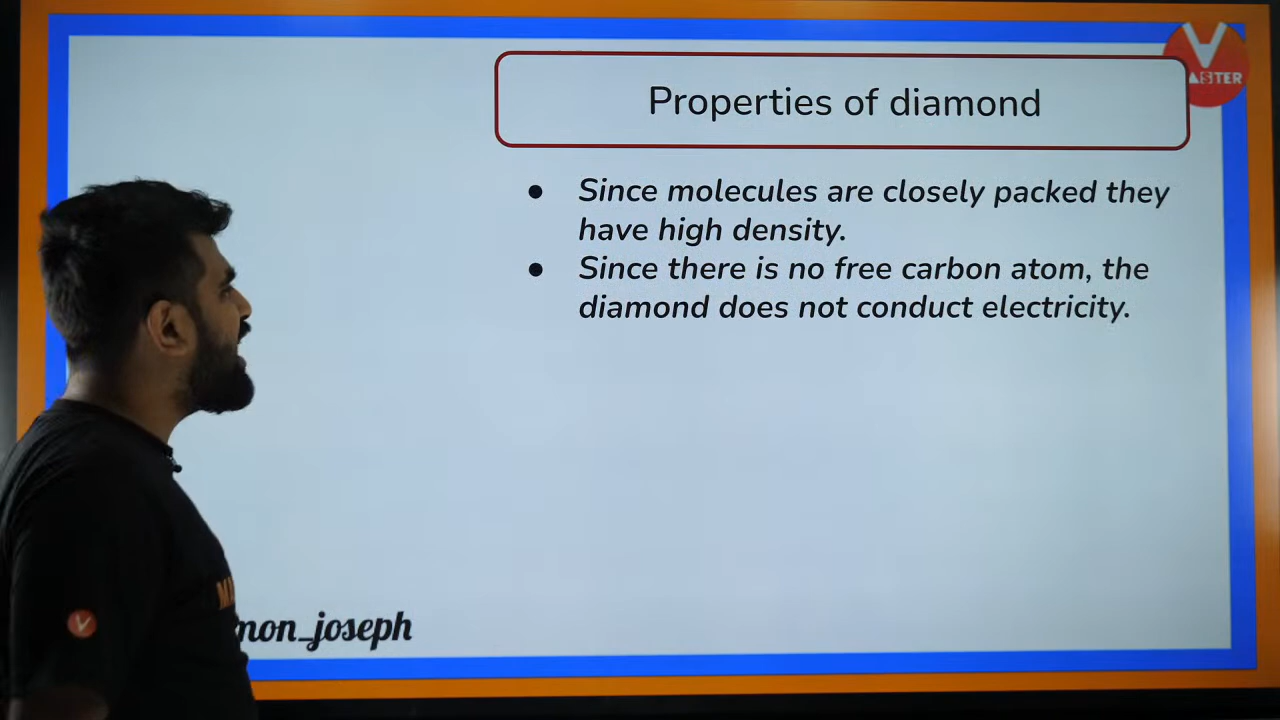 Properties of diamond
V
ASTER
● Since molecules are closely packed they
have high density.
● Since there is no free carbon atom, the
diamond does not conduct electricity.
V
mon_joseph